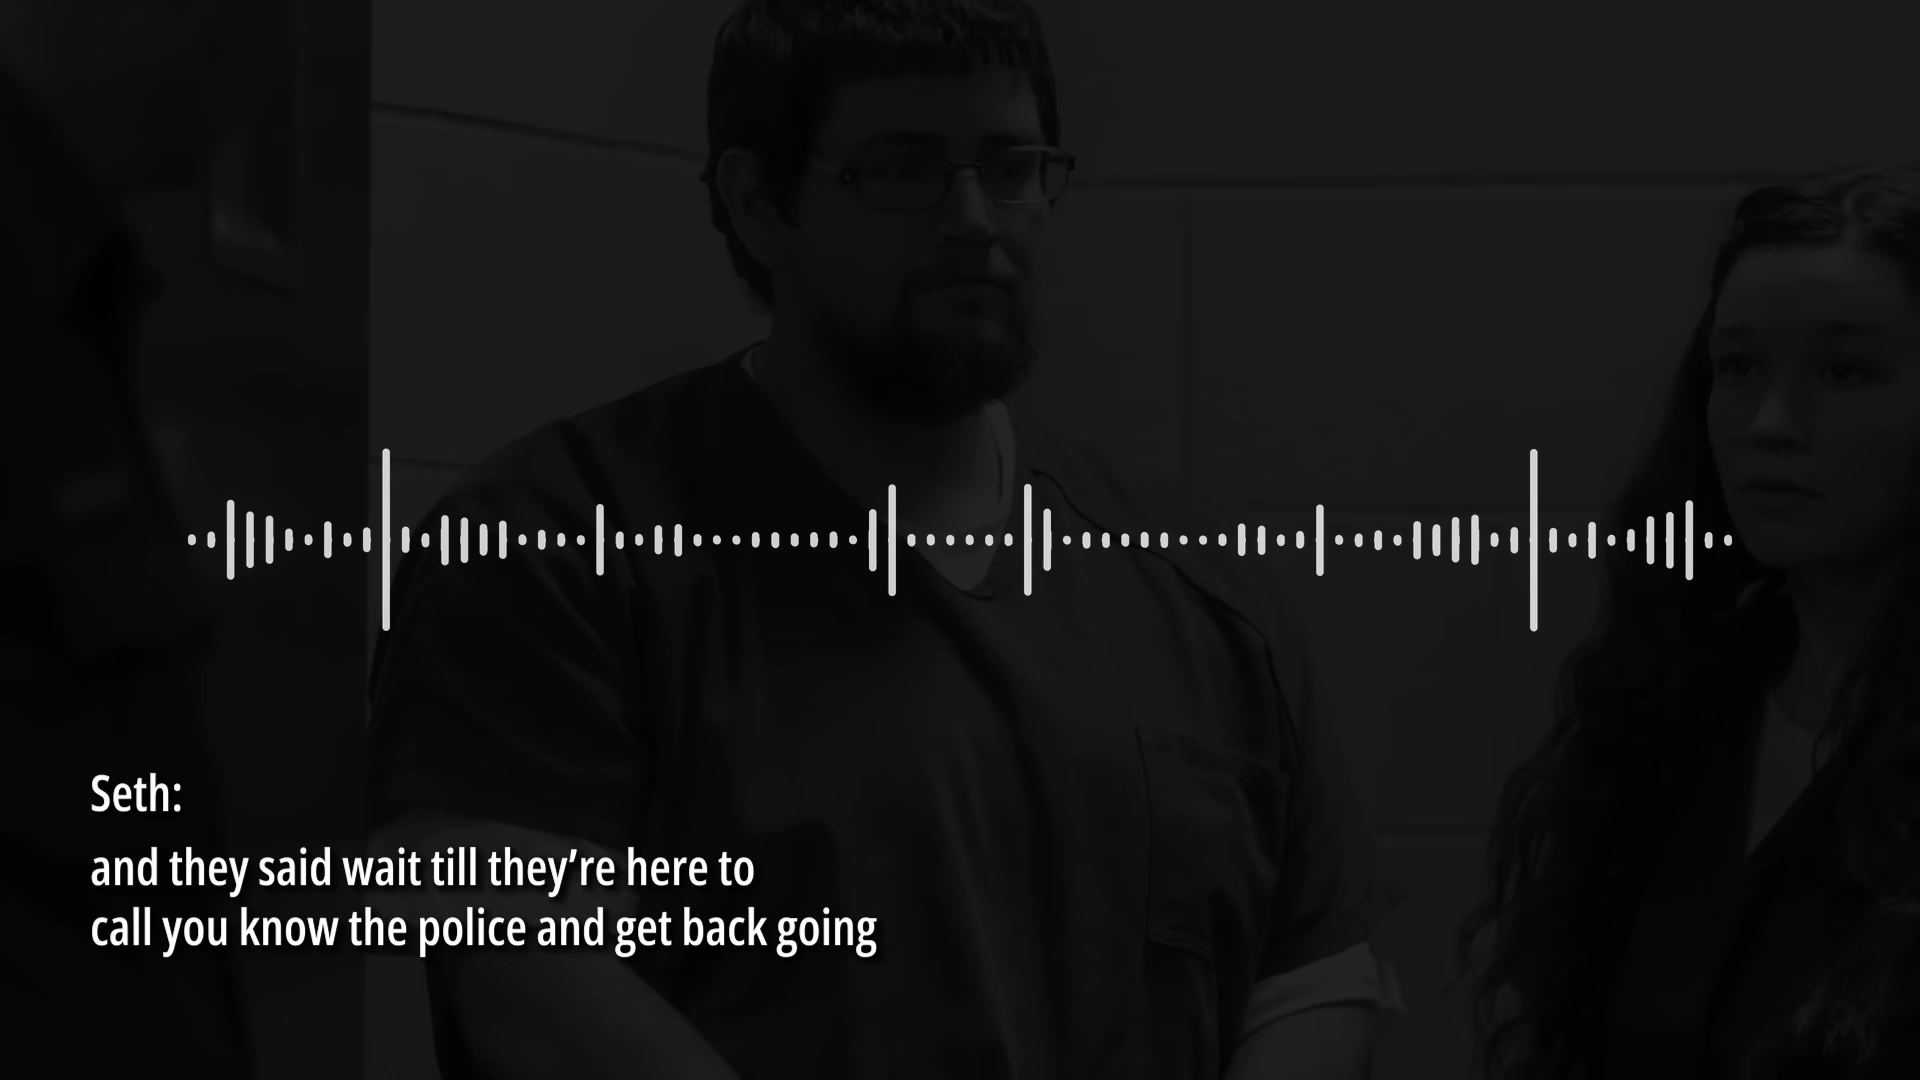 Seth:
and they said wait till they’re here to
call you know the police and get back going